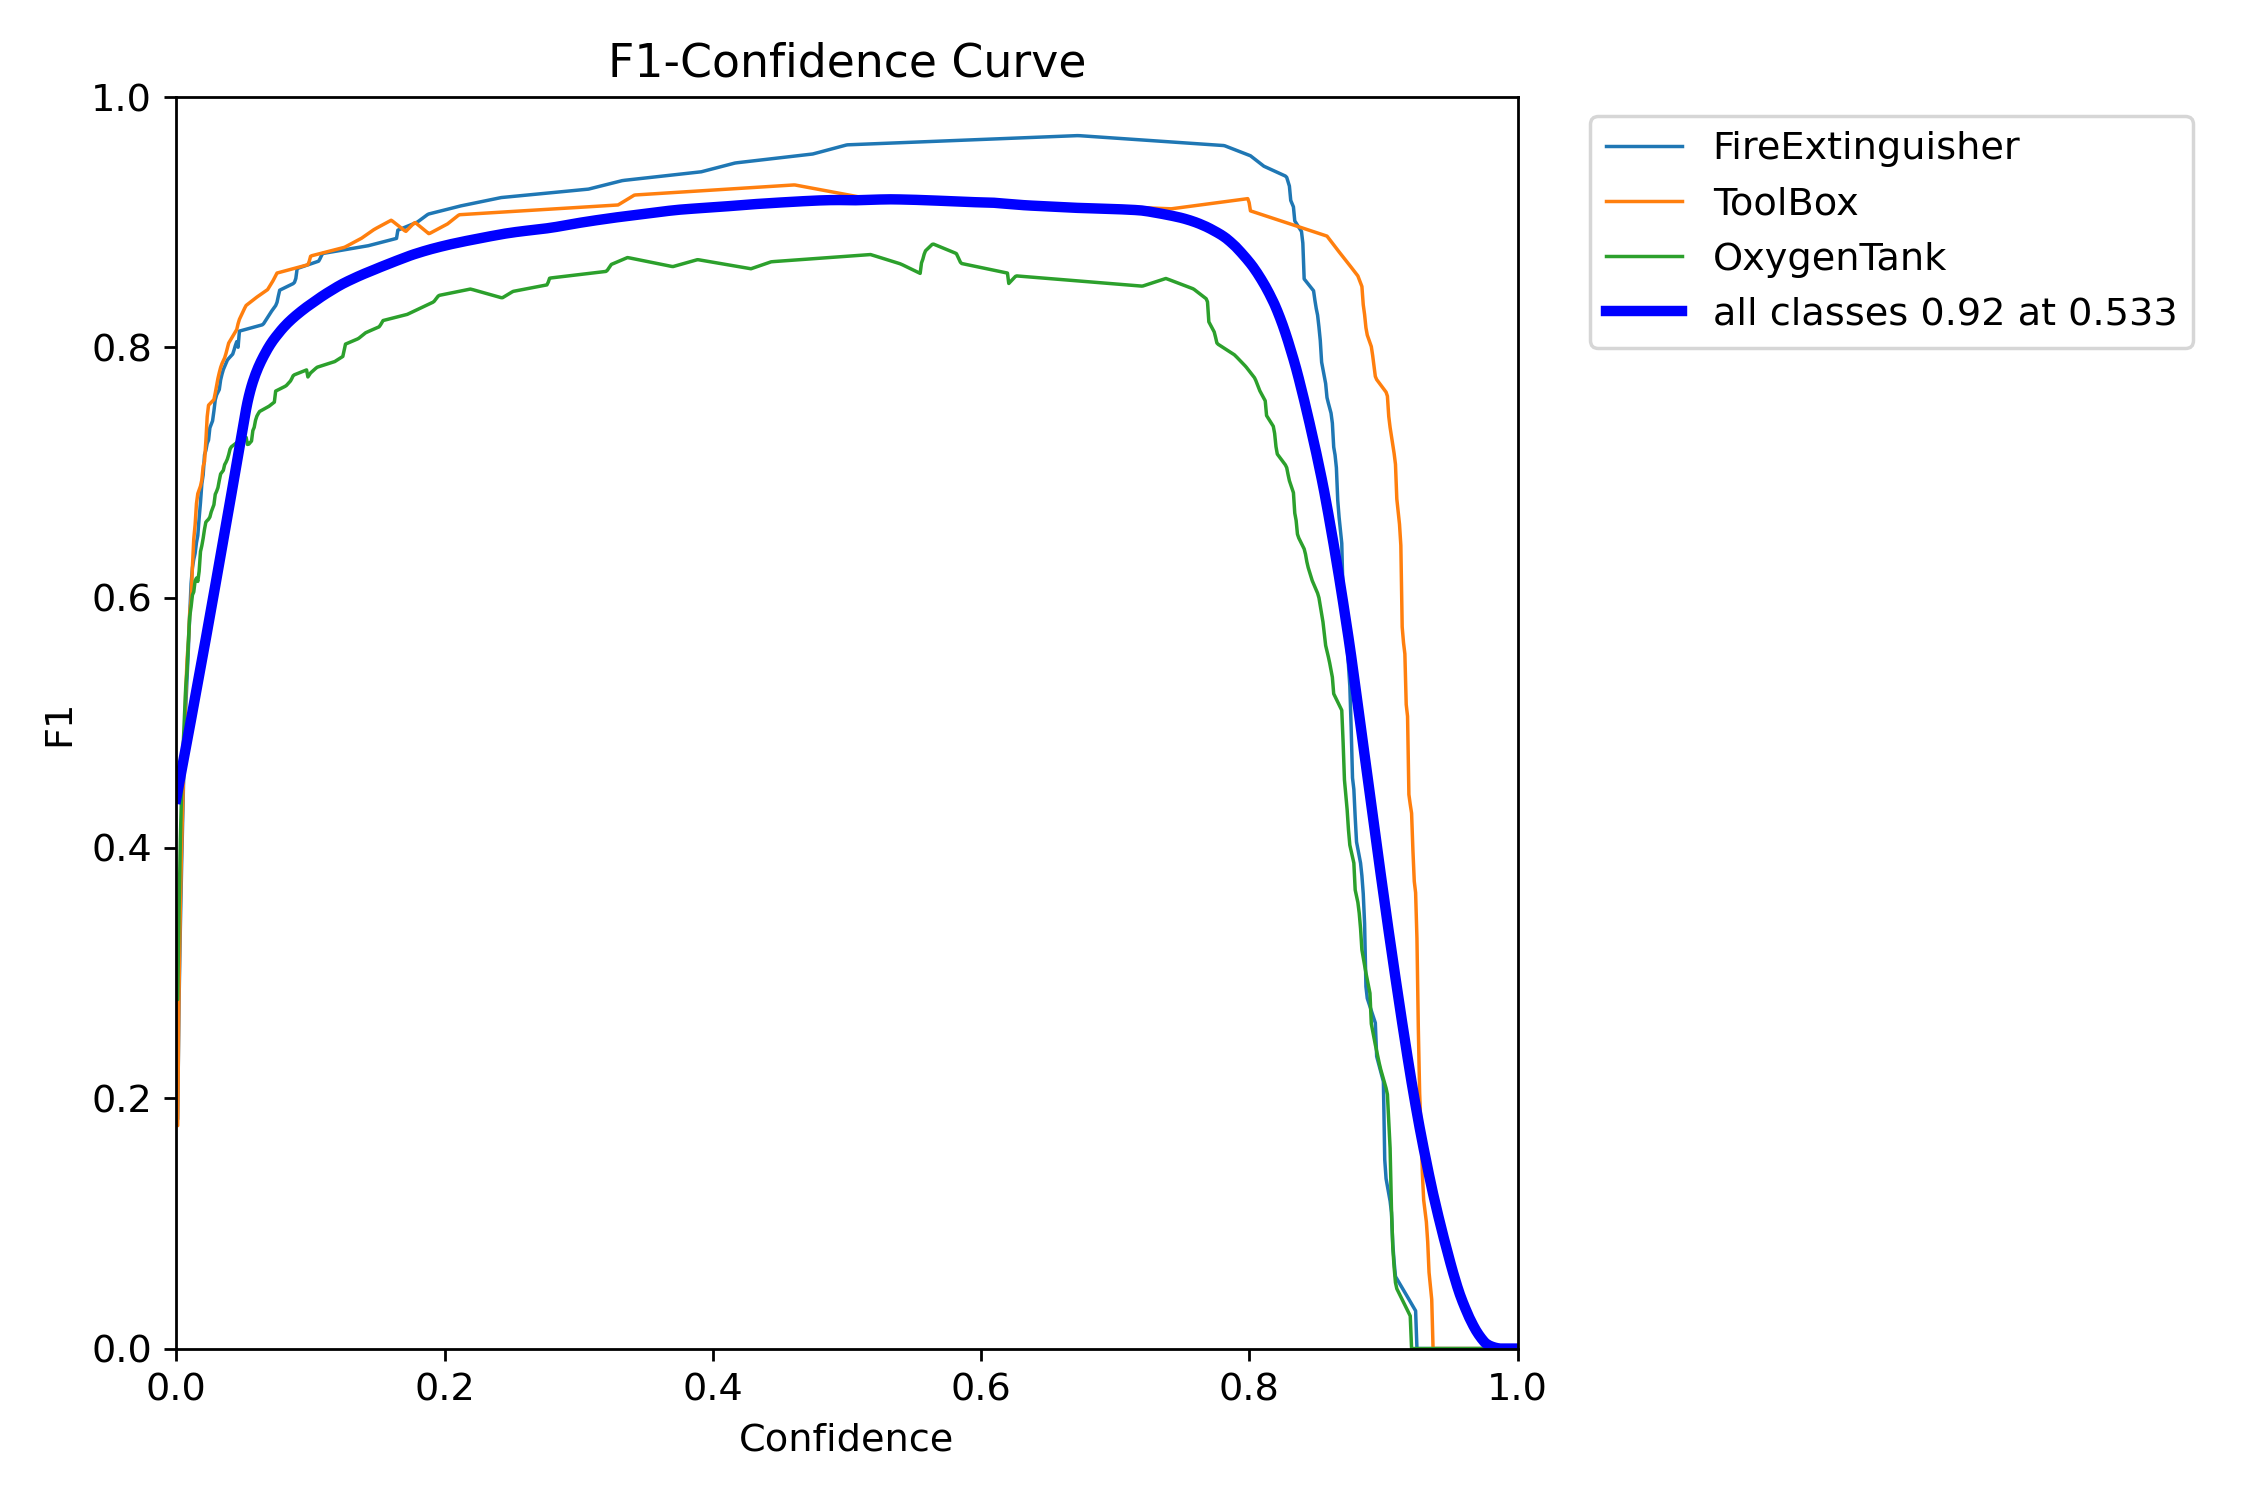 F1-Confidence Curve
1.0
0.8
0.6
0.4
0.2
0.0
F1
0.0 0.2 0.4 0.6 0.8 1.0
Confidence
FireExtinguisher
ToolBox
OxygenTank
all classes 0.92 at 0.533